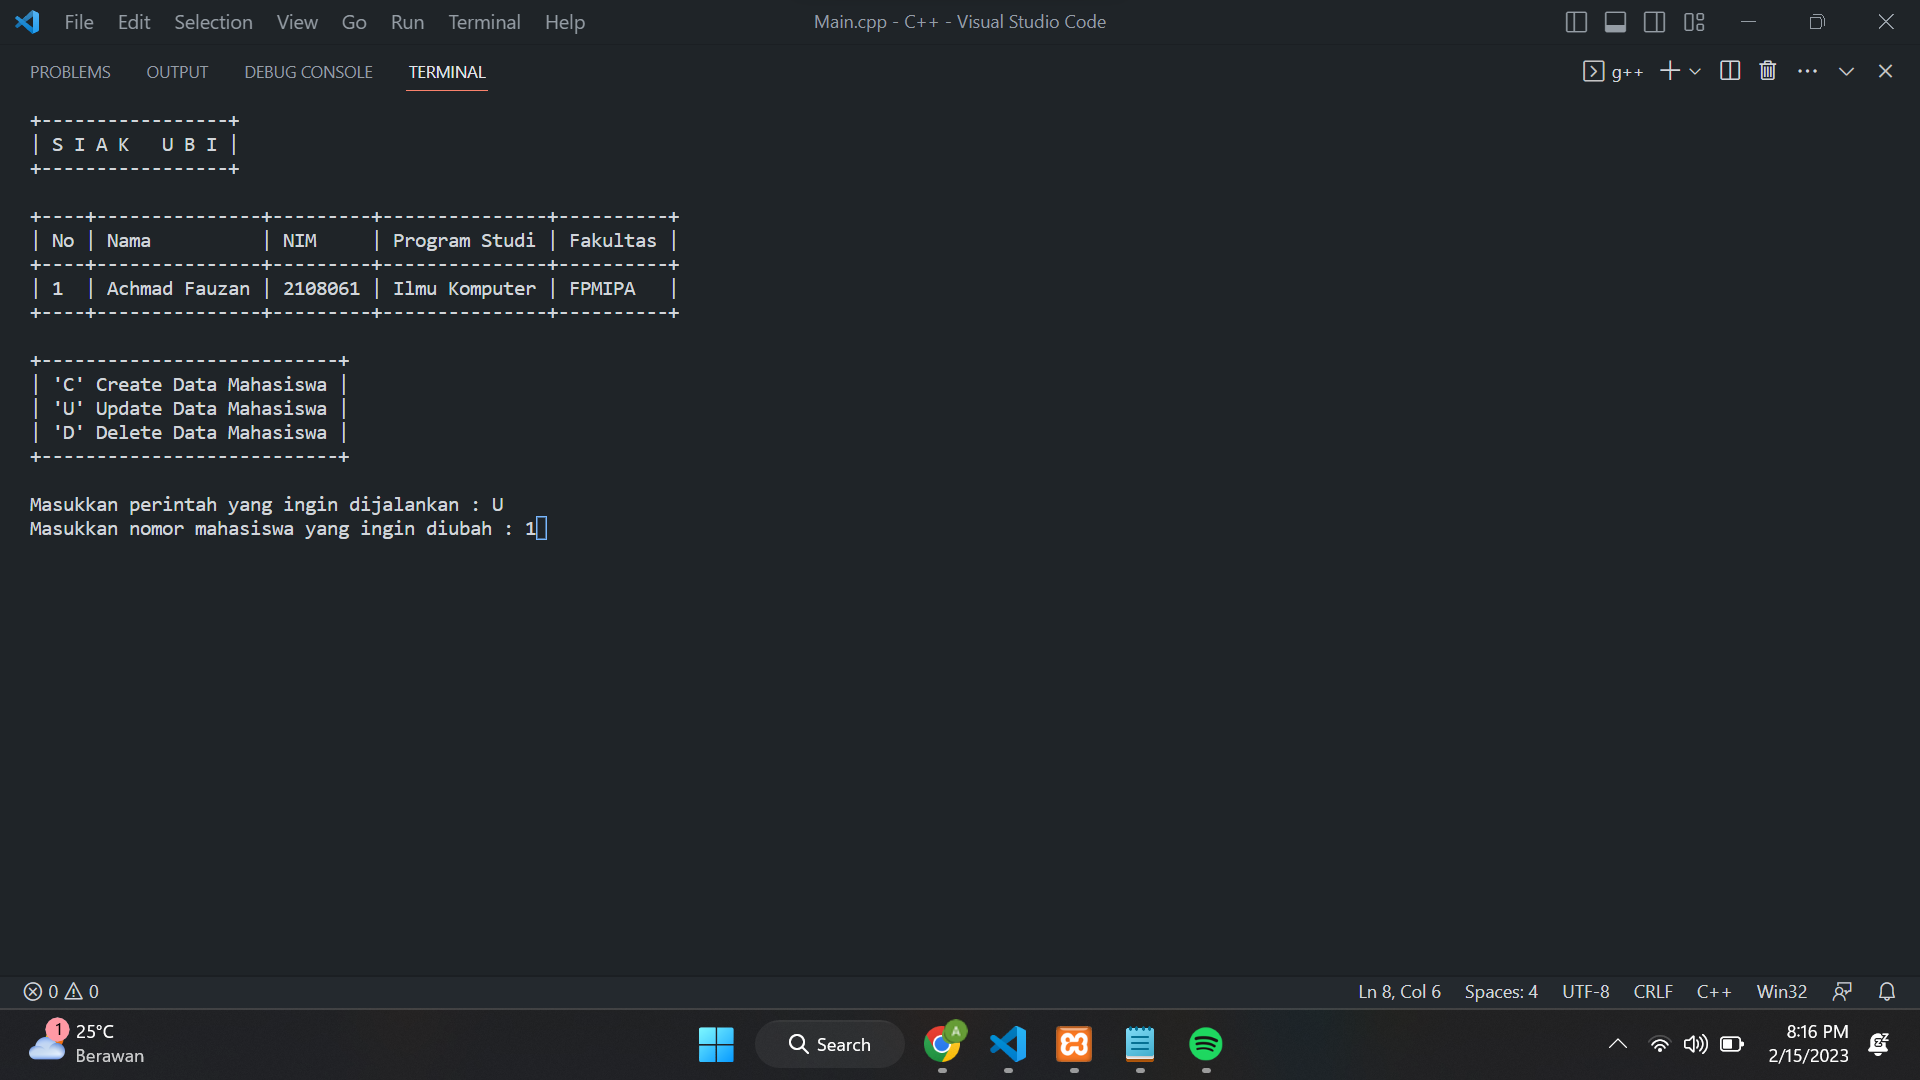 File Edit Selection View Go Run Terminal Help Main.cpp - C++ - Visual Studio Code
PROBLEMS OUTPUT DEBUG CONSOLE TERMINAL g++
+-----------------+
| S I A K   U B I |
+-----------------+
+----+---------------+---------+---------------+----------+
| No | Nama          | NIM     | Program Studi | Fakultas |
+----+---------------+---------+---------------+----------+
| 1  | Achmad Fauzan | 2108061 | Ilmu Komputer | FPMIPA   |
+----+---------------+---------+---------------+----------+
+---------------------------+
| 'C' Create Data Mahasiswa |
| 'U' Update Data Mahasiswa |
| 'D' Delete Data Mahasiswa |
+---------------------------+
Masukkan perintah yang ingin dijalankan : U
Masukkan nomor mahasiswa yang ingin diubah : 1
0 0 Ln 8, Col 6 Spaces: 4 UTF-8 CRLF C++ Win32
1 25°C
Berawan
Search
A
8:16 PM
2/15/2023